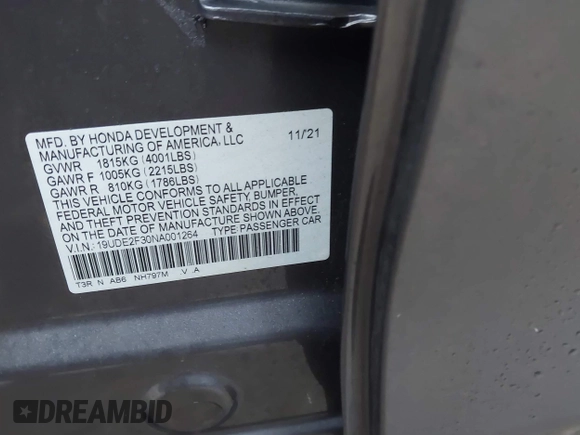 MFD. BY HONDA DEVELOPMENT & 11/21
MANUFACTURING OF AMERICA, LLC
GVWR 1815KG (4001LBS)
GAWR F 1005KG (2215LBS)
GAWR R 810KG (1786LBS)
THIS VEHICLE CONFORMS TO ALL APPLICABLE
FEDERAL MOTOR VEHICLE SAFETY, BUMPER,
AND THEFT PREVENTION STANDARDS IN EFFECT
ON THE DATE OF MANUFACTURE SHOWN ABOVE.
V.I.N.: 19UDE2F30NA001264 TYPE PASSENGER CAR
T3R N AB6 NH797M V A
DREAMBID